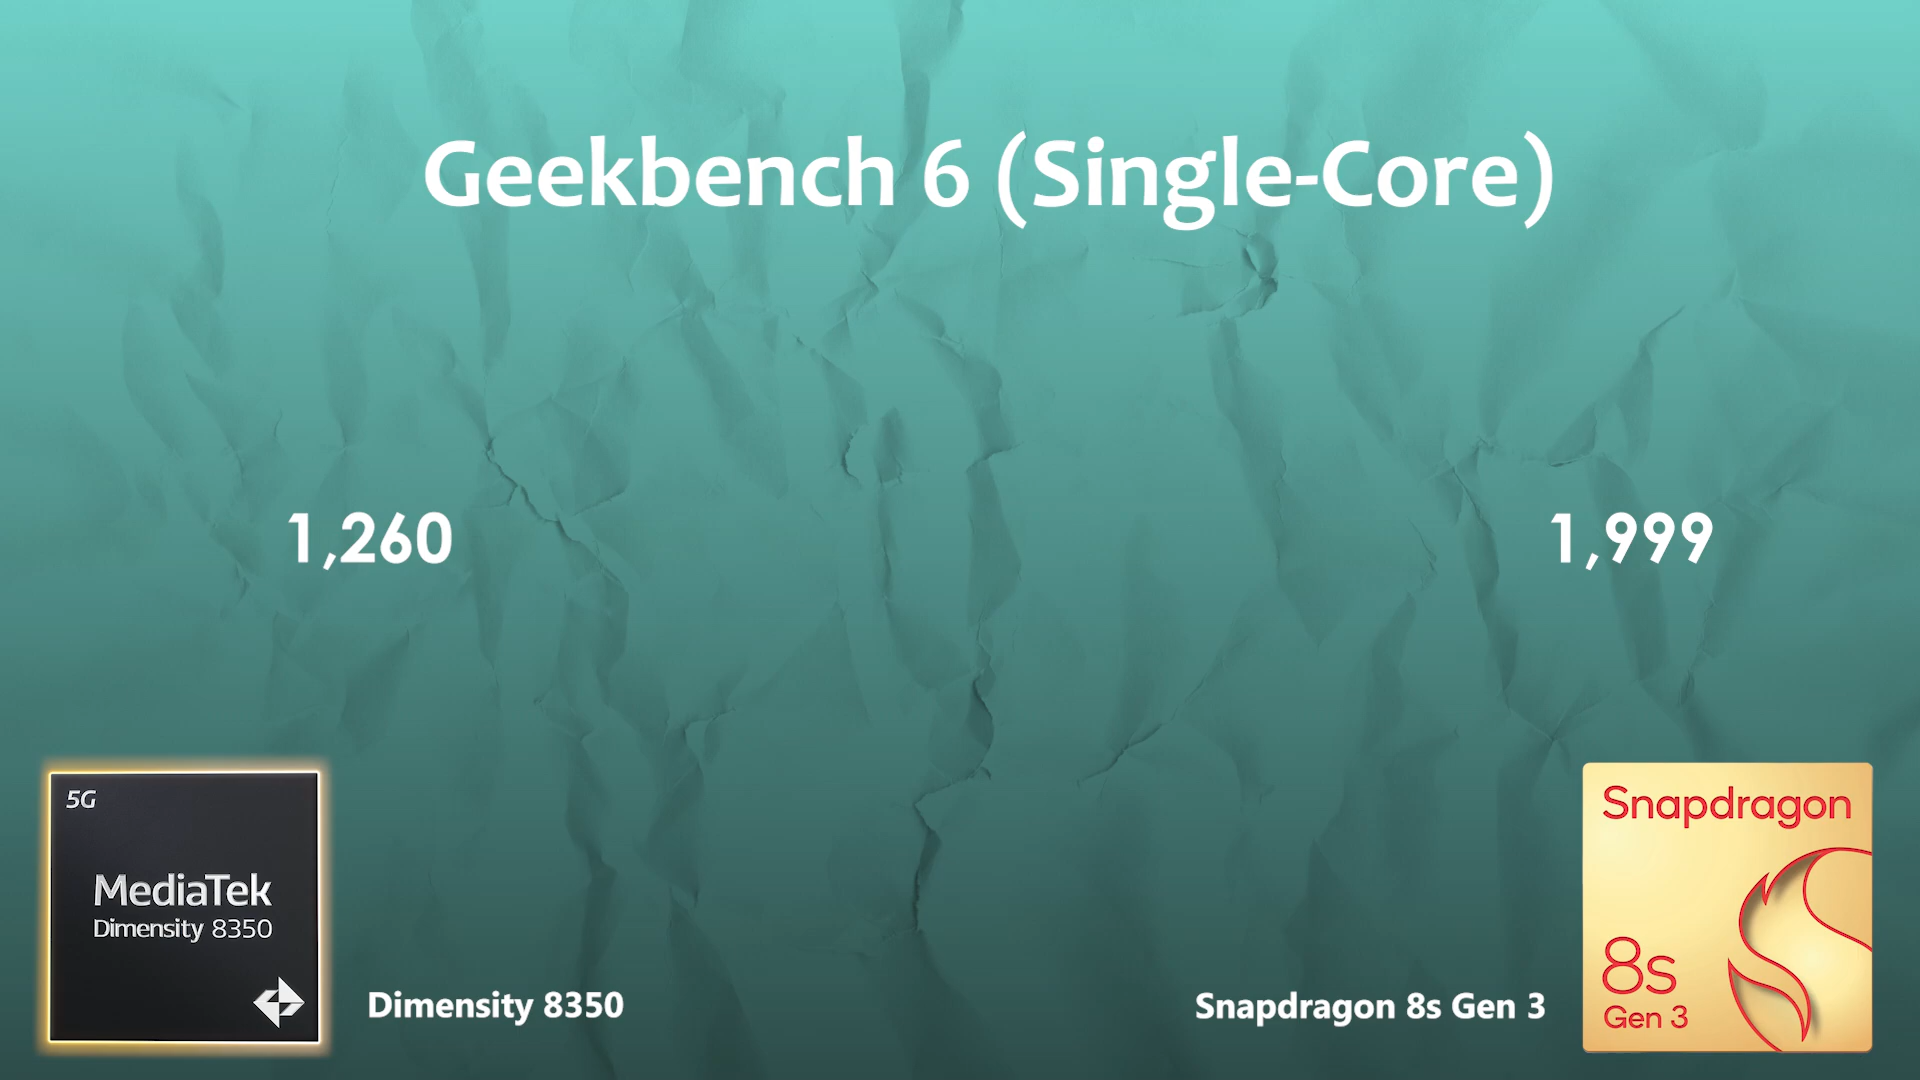 Geekbench 6 (Single-Core)
1,260
1,999
5G
MediaTek
Dimensity 8350
Dimensity 8350
Snapdragon 8s Gen 3
Snapdragon
8s
Gen 3